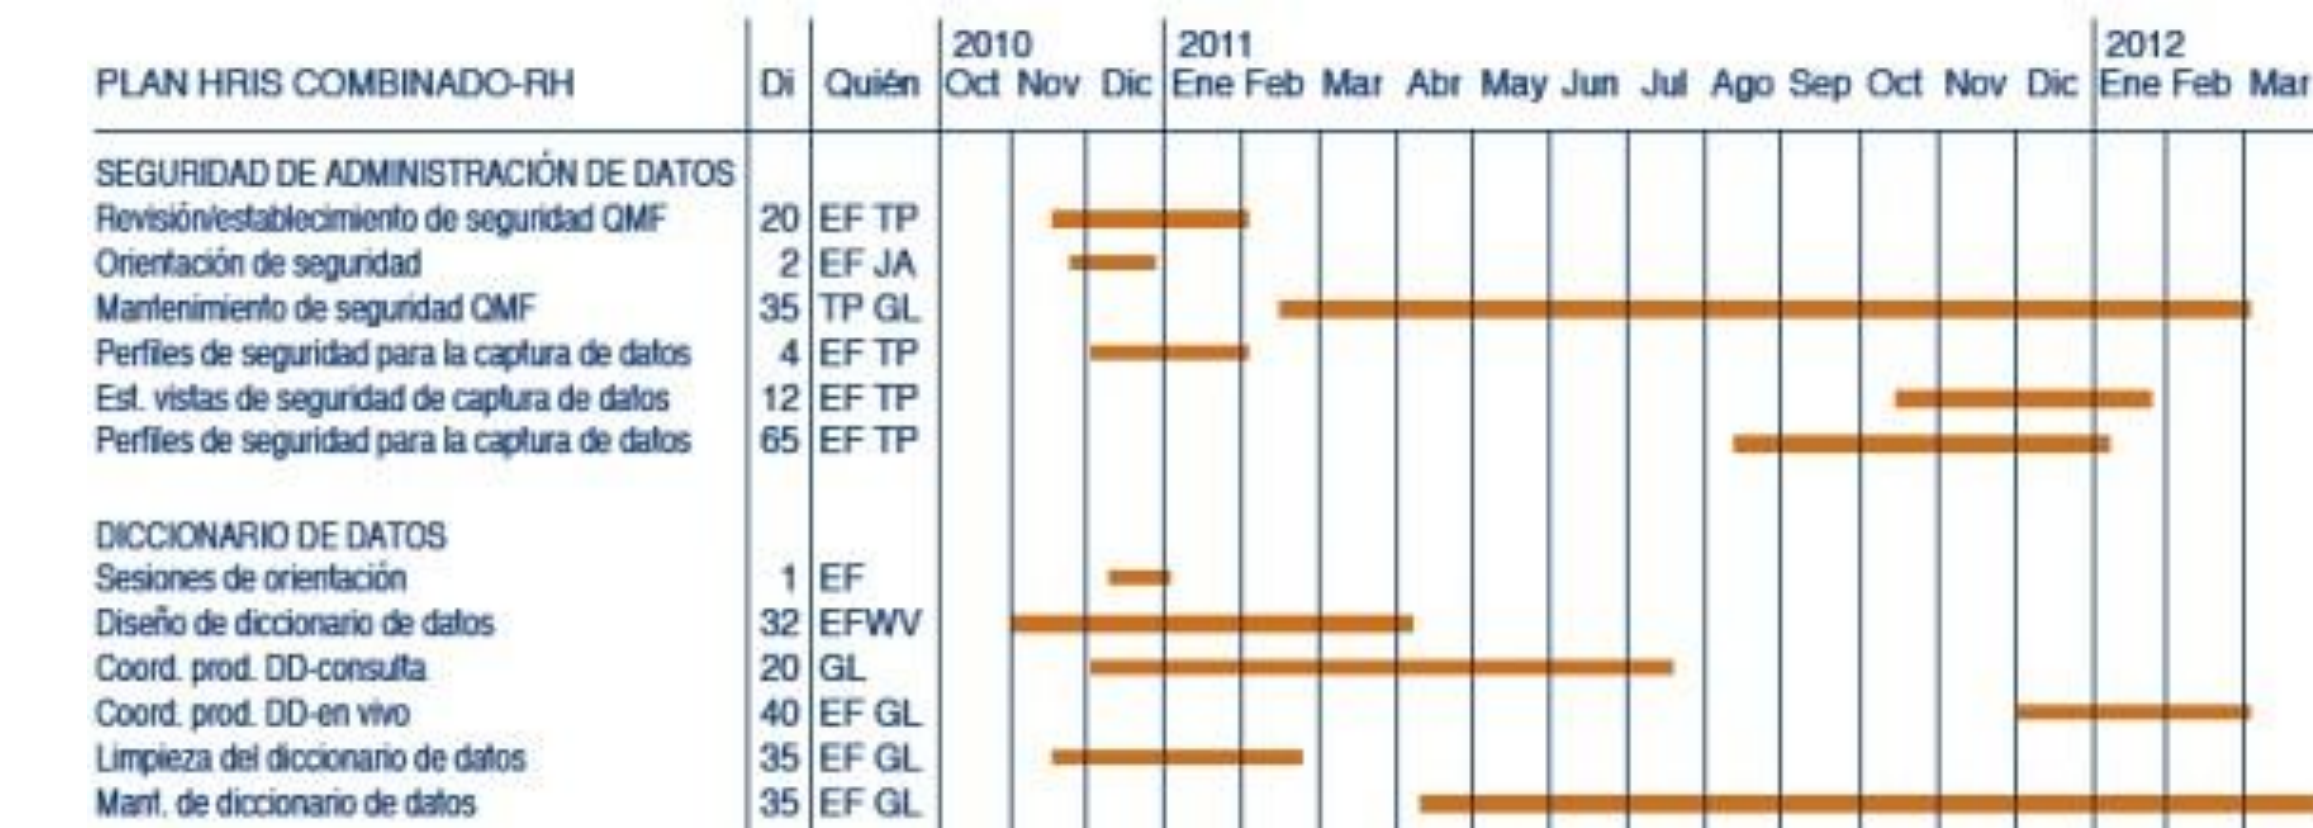 2010 2011 2012
PLAN HRIS COMBINADO-RH Di Quién Oct Nov Dic Ene Feb Mar Abr May Jun Jul Ago Sep Oct Nov Dic Ene Feb Mar
SEGURIDAD DE ADMINISTRACIÓN DE DATOS
Revisión/establecimiento de seguridad QMF 20 EF TP
Orientación de seguridad 2 EF JA
Mantenimiento de seguridad QMF 35 TP GL
Perfiles de seguridad para la captura de datos 4 EF TP
Est. vistas de seguridad de captura de datos 12 EF TP
Perfiles de seguridad para la captura de datos 65 EF TP
DICCIONARIO DE DATOS
Sesiones de orientación 1 EF
Diseño de diccionario de datos 32 EFWV
Coord. prod. DD-consulta 20 GL
Coord. prod. DD-en vivo 40 EF GL
Limpieza del diccionario de datos 35 EF GL
Mant. de diccionario de datos 35 EF GL